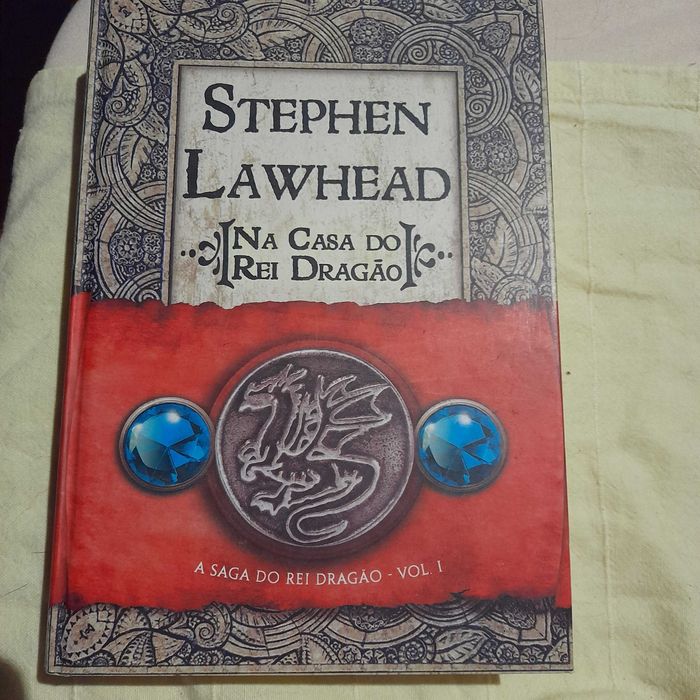 STEPHEN
LAWHEAD
NA CASA DO
REI DRAGÃO
A SAGA DO REI DRAGÃO - VOL. I